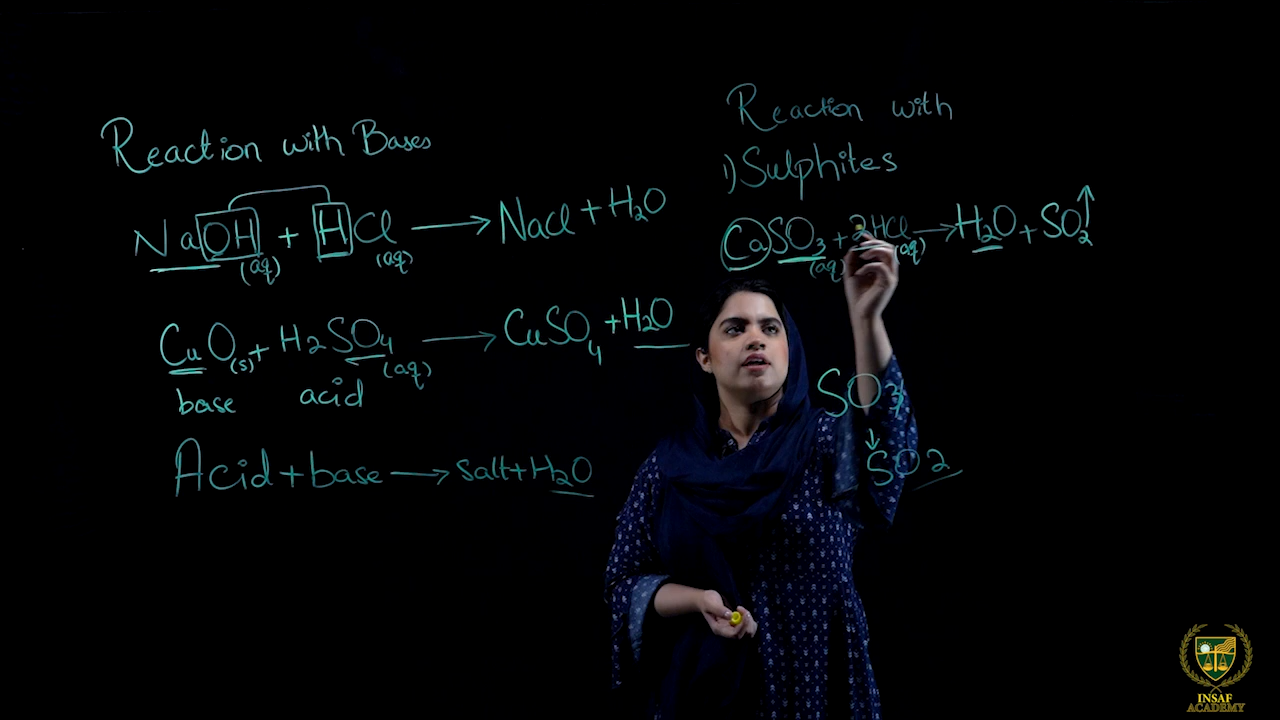 Reaction with Bases
NaOH(aq) + HCl(aq) → NaCl + H2O
CuO(s) + H2SO4(aq) → CuSO4 + H2O
base acid
Acid + base → salt + H2O
Reaction with
1) Sulphites
CaSO3(aq) + 2HCl(aq) → H2O + SO2↑
SO3
↓
SO2
INSAF
ACADEMY